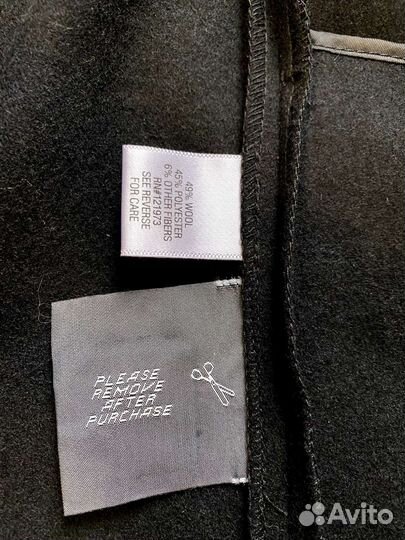 49% WOOL
45% POLYESTER
6% OTHER FIBERS
RN#121973
SEE REVERSE
FOR CARE
PLEASE
REMOVE
AFTER
PURCHASE
Avito